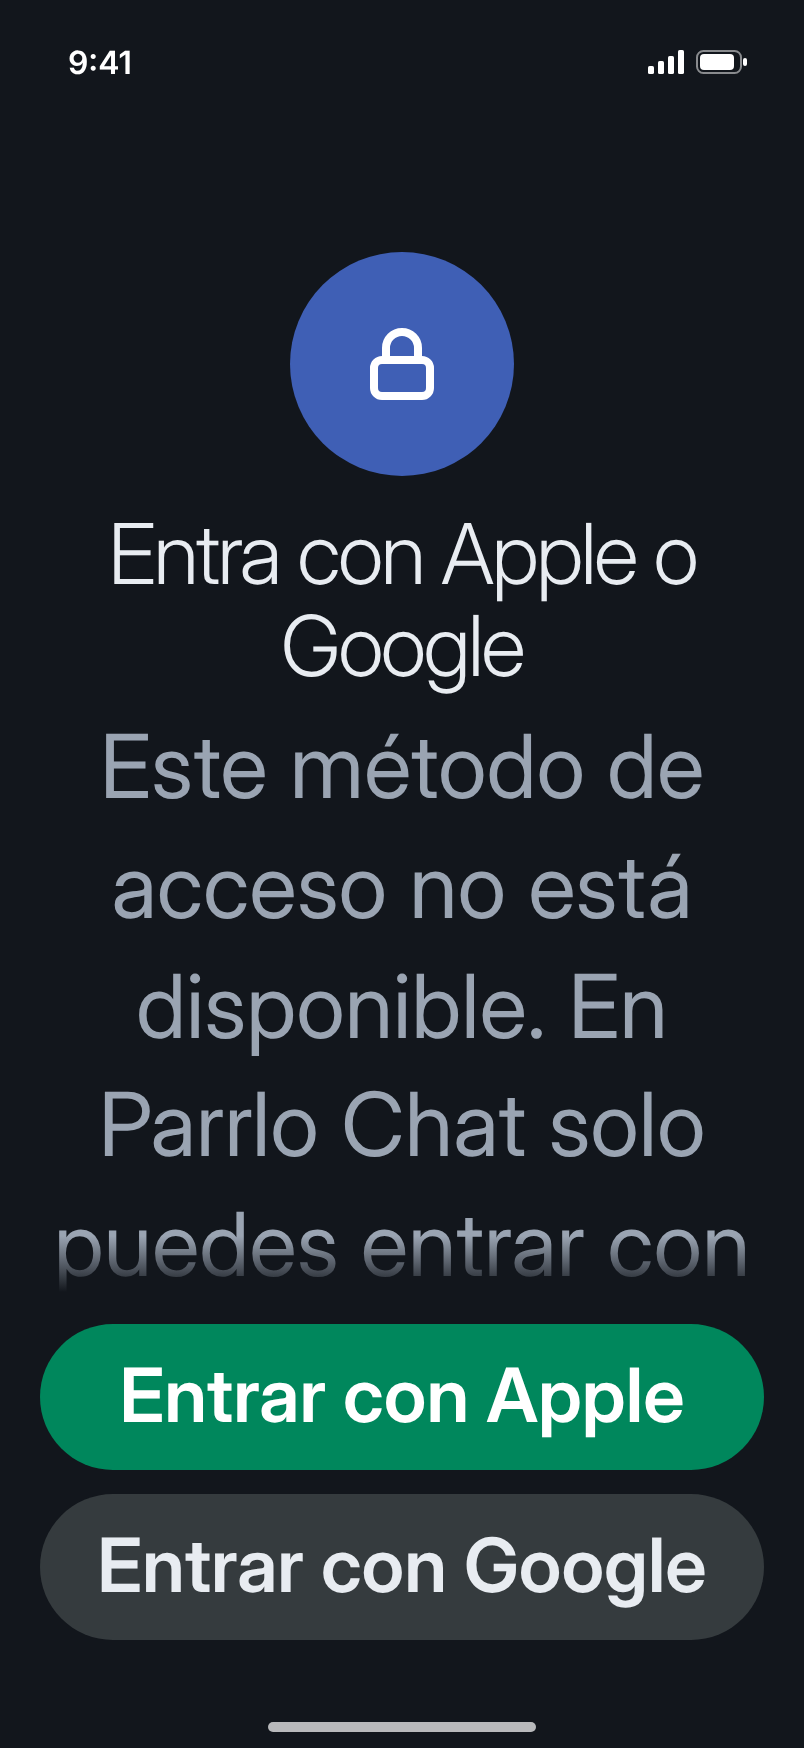 9:41
Entra con Apple o
Google
Este método de
acceso no está
disponible. En
Parrlo Chat solo
puedes entrar con
Entrar con Apple
Entrar con Google